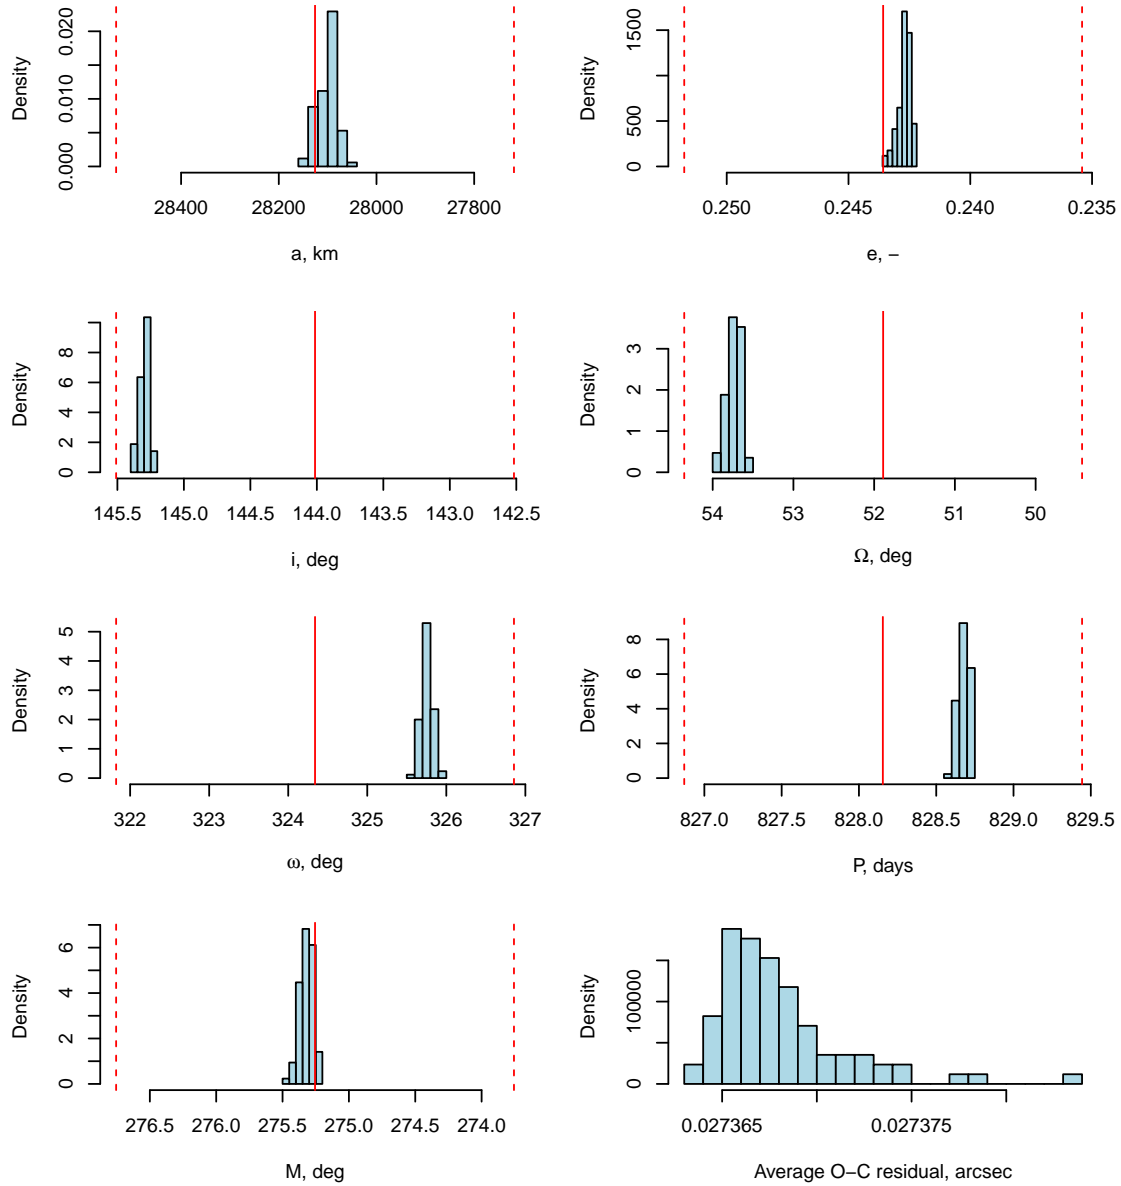 Density
0.000 0.010 0.020
28400 28200 28000 27800
a, km
Density
0 500 1500
0.250 0.245 0.240 0.235
e, −
Density
0 2 4 6 8
145.5 145.0 144.5 144.0 143.5 143.0 142.5
i, deg
Density
0 1 2 3
54 53 52 51 50
Ω, deg
Density
0 1 2 3 4 5
322 323 324 325 326 327
ω, deg
Density
0 2 4 6 8
827.0 827.5 828.0 828.5 829.0 829.5
P, days
Density
0 2 4 6
276.5 276.0 275.5 275.0 274.5 274.0
M, deg
Density
0 100000
0.027365 0.027375
Average O−C residual, arcsec